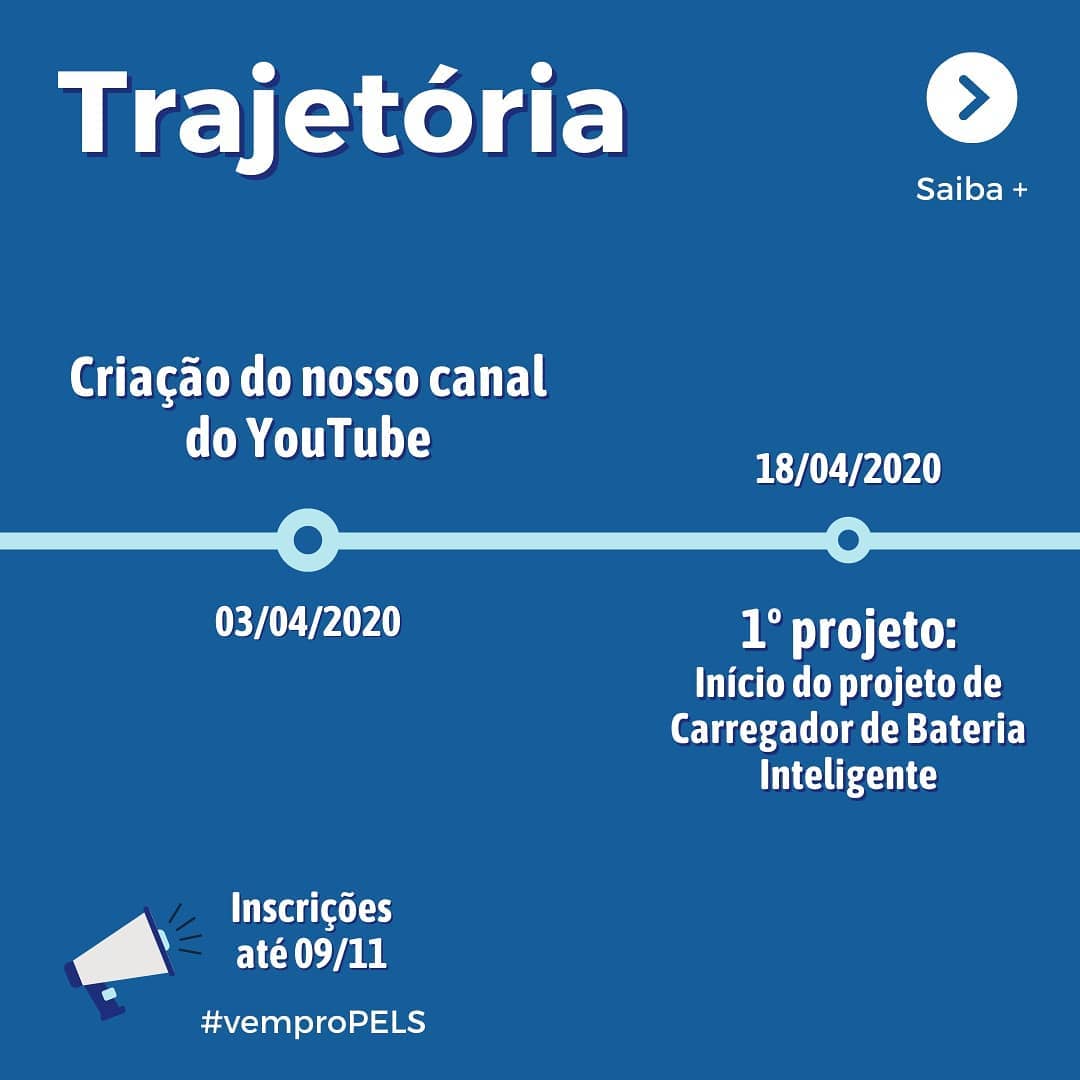 Trajetória
Saiba +
Criação do nosso canal
do YouTube
03/04/2020
18/04/2020
1º projeto:
Início do projeto de
Carregador de Bateria
Inteligente
Inscrições
até 09/11
#vemproPELS